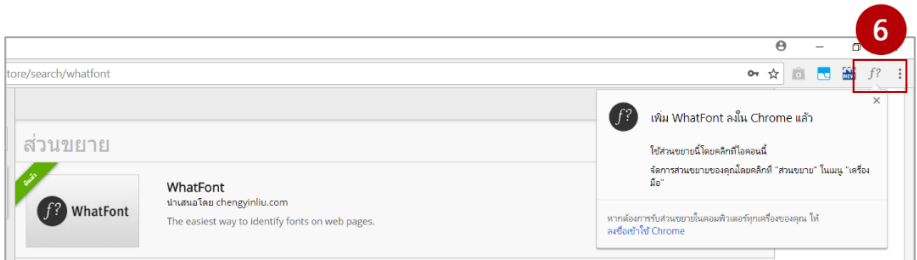 6
tore/search/whatfont
f?
f?
เพิ่ม WhatFont ลงใน Chrome แล้ว
ใช้ส่วนขยายนี้โดยคลิกที่ไอคอนนี้
จัดการส่วนขยายของคุณโดยคลิกที่ "ส่วนขยาย" ในเมนู "เครื่อง
มือ"
หากต้องการรับส่วนขยายในคอมพิวเตอร์ทุกเครื่องของคุณ ให้
ลงชื่อเข้าใช้ Chrome
ส่วนขยาย
f? WhatFont
WhatFont
นำเสนอโดย chengyinliu.com
The easiest way to identify fonts on web pages.